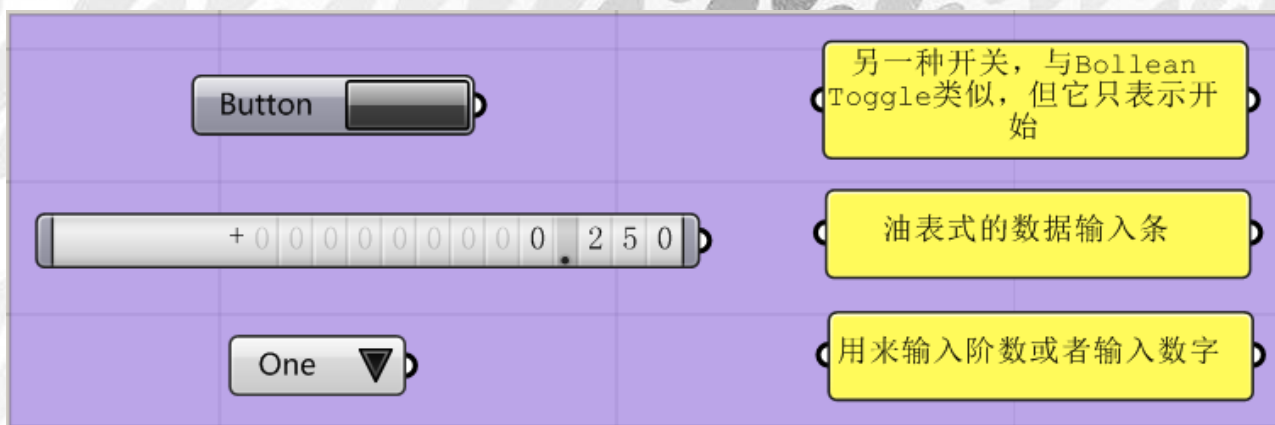 Button
另一种开关，与Bollean
Toggle类似，但它只表示开
始
+000000000.250
油表式的数据输入条
One
用来输入阶数或者输入数字